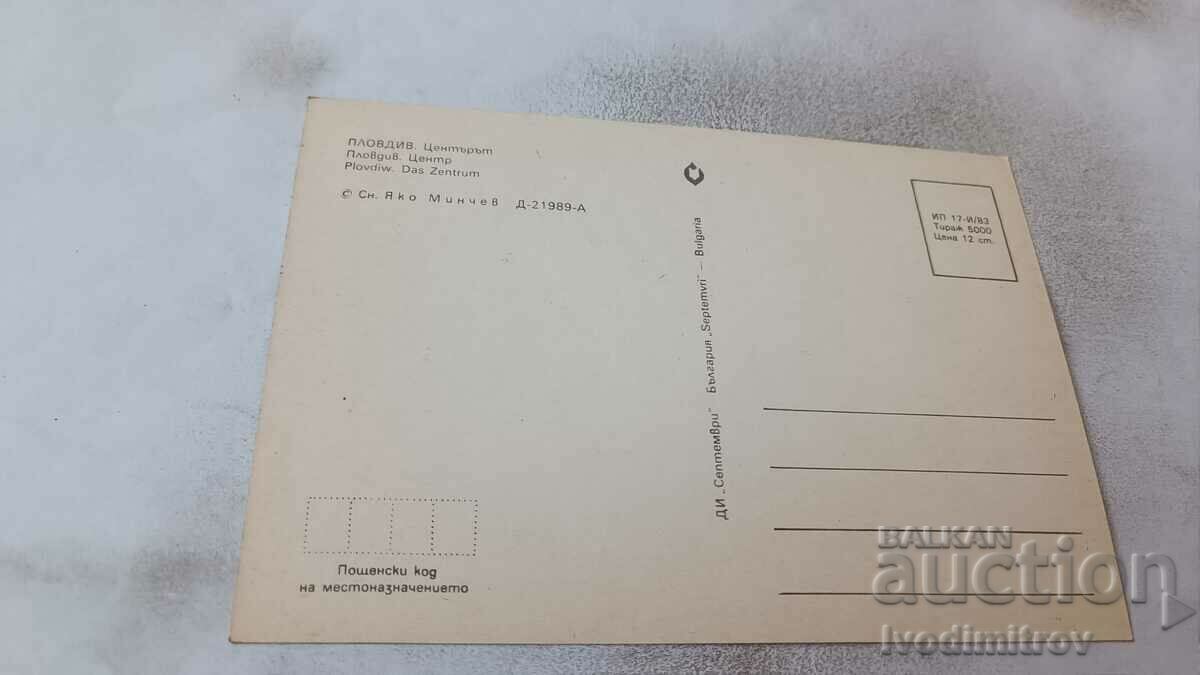 ПЛОВДИВ. Центърът
Пловдив. Центр
Plovdiw. Das Zentrum
© Сн. Яко Минчев Д-21989-А
ИП 17-И/83
Тираж 5000
Цена 12 ст.
ДИ „Септември" България „Septemvri" — Bulgaria
Пощенски код
на местоназначението
BALKAN
auction
Ivodimitrov